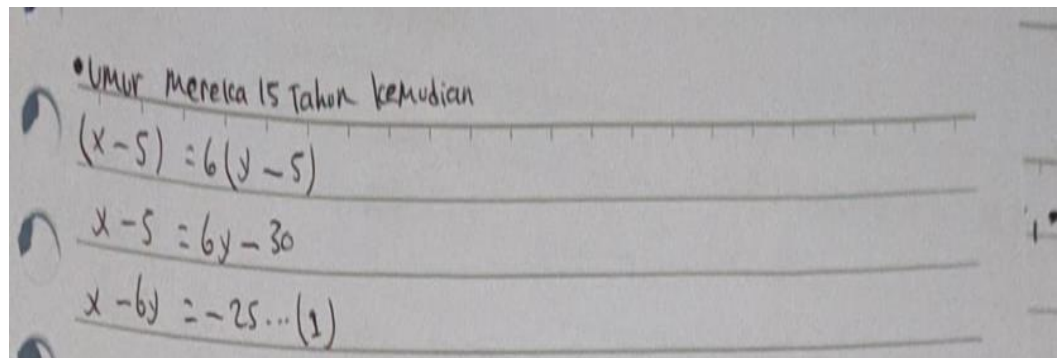 •Umur Mereka 15 Tahun kemudian
(x-5) = 6(y-5)
x-5 = 6y-30
x-6y = -25...(1)